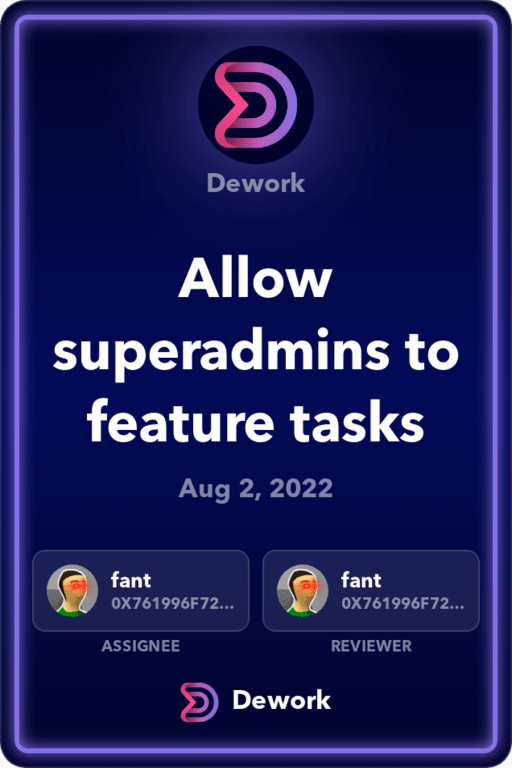 Dework
Allow
superadmins to
feature tasks
Aug 2, 2022
fant
0X761996F72...
fant
0X761996F72...
ASSIGNEE
REVIEWER
Dework